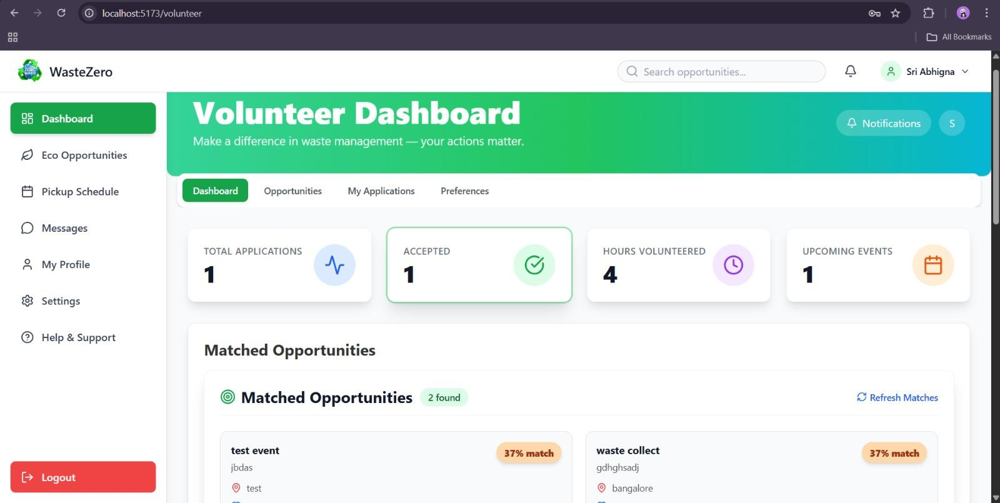 localhost:5173/volunteer
All Bookmarks
ZERO WASTE
WasteZero
Search opportunities...
Sri Abhigna
Dashboard
Eco Opportunities
Pickup Schedule
Messages
My Profile
Settings
Help & Support
Logout
Volunteer Dashboard
Make a difference in waste management — your actions matter.
Notifications
S
Dashboard
Opportunities
My Applications
Preferences
TOTAL APPLICATIONS
1
ACCEPTED
1
HOURS VOLUNTEERED
4
UPCOMING EVENTS
1
Matched Opportunities
Matched Opportunities
2 found
Refresh Matches
test event
37% match
jbdas
test
waste collect
37% match
gdhghsadj
bangalore